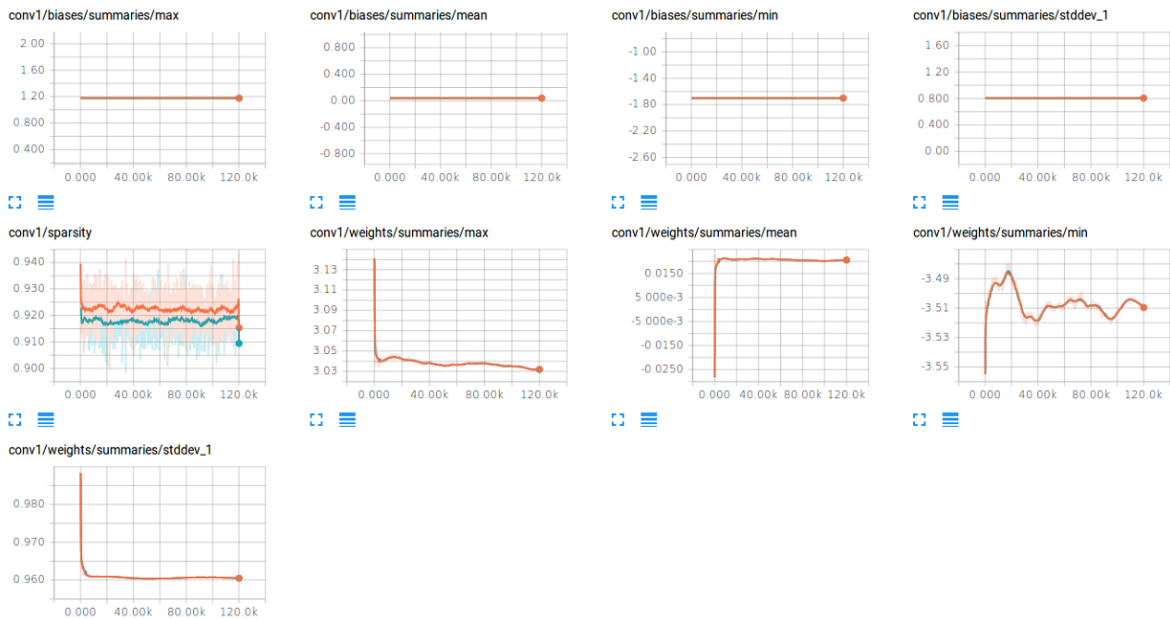 conv1/biases/summaries/max
2.00
1.60
1.20
0.800
0.400
0.000 40.00k 80.00k 120.0k
conv1/biases/summaries/mean
0.800
0.400
0.00
-0.400
-0.800
0.000 40.00k 80.00k 120.0k
conv1/biases/summaries/min
-1.00
-1.40
-1.80
-2.20
-2.60
0.000 40.00k 80.00k 120.0k
conv1/biases/summaries/stddev_1
1.60
1.20
0.800
0.400
0.00
0.000 40.00k 80.00k 120.0k
conv1/sparsity
0.940
0.930
0.920
0.910
0.900
0.000 40.00k 80.00k 120.0k
conv1/weights/summaries/max
3.13
3.11
3.09
3.07
3.05
3.03
0.000 40.00k 80.00k 120.0k
conv1/weights/summaries/mean
0.0150
5.000e-3
-5.000e-3
-0.0150
-0.0250
0.000 40.00k 80.00k 120.0k
conv1/weights/summaries/min
-3.49
-3.51
-3.53
-3.55
0.000 40.00k 80.00k 120.0k
conv1/weights/summaries/stddev_1
0.980
0.970
0.960
0.000 40.00k 80.00k 120.0k